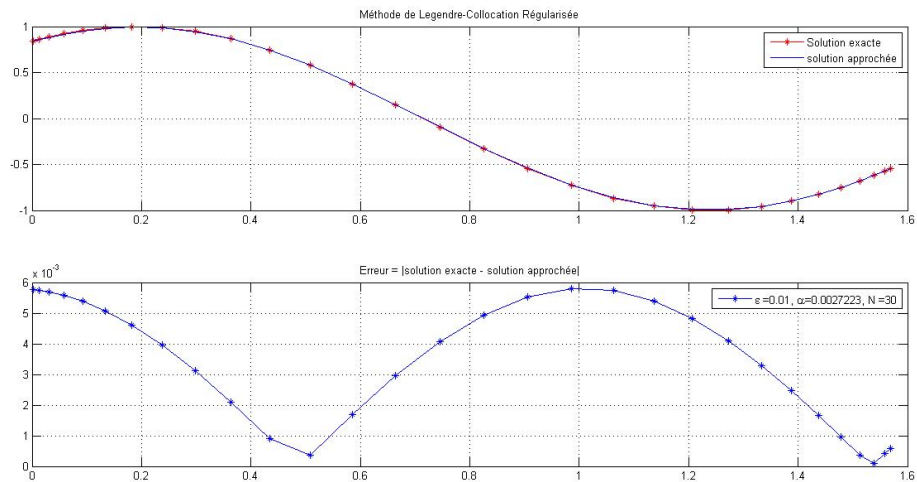 Méthode de Legendre-Collocation Régularisée
1
0.5
0
-0.5
-1
Solution exacte
solution approchée
0 0.2 0.4 0.6 0.8 1 1.2 1.4 1.6
x 10⁻³
Erreur = |solution exacte - solution approchée|
6
5
4
3
2
1
0
ε =0.01, α=0.0027223, N =30
0 0.2 0.4 0.6 0.8 1 1.2 1.4 1.6